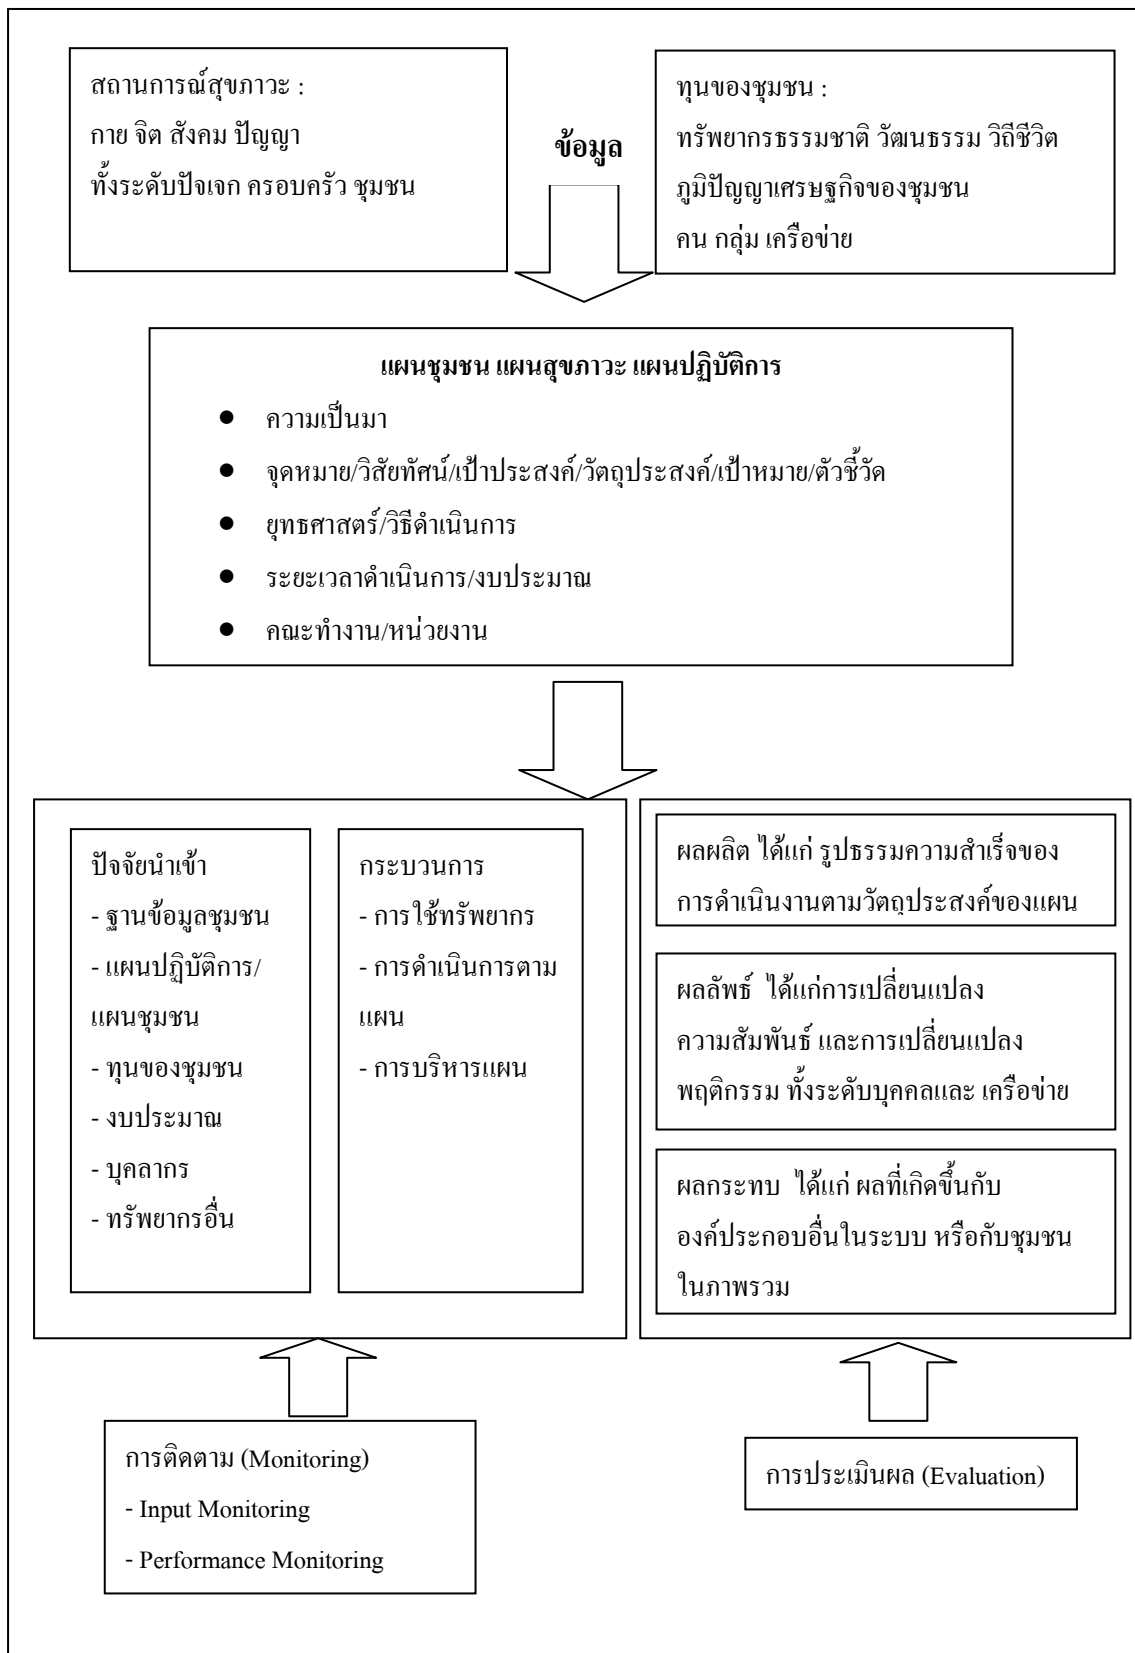 สถานการณ์สุขภาวะ :
กาย จิต สังคม ปัญญา
ทั้งระดับปัจเจก ครอบครัว ชุมชน
ข้อมูล
ทุนของชุมชน :
ทรัพยากรธรรมชาติ วัฒนธรรม วิถีชีวิต
ภูมิปัญญาเศรษฐกิจของชุมชน
คน กลุ่ม เครือข่าย
แผนชุมชน แผนสุขภาวะ แผนปฏิบัติการ
● ความเป็นมา
● จุดหมาย/วิสัยทัศน์/เป้าประสงค์/วัตถุประสงค์/เป้าหมาย/ตัวชี้วัด
● ยุทธศาสตร์/วิธีดำเนินการ
● ระยะเวลาดำเนินการ/งบประมาณ
● คณะทำงาน/หน่วยงาน
ปัจจัยนำเข้า
- ฐานข้อมูลชุมชน
- แผนปฏิบัติการ/
แผนชุมชน
- ทุนของชุมชน
- งบประมาณ
- บุคลากร
- ทรัพยากรอื่น
กระบวนการ
- การใช้ทรัพยากร
- การดำเนินการตาม
แผน
- การบริหารแผน
ผลผลิต ได้แก่ รูปธรรมความสำเร็จของ
การดำเนินงานตามวัตถุประสงค์ของแผน
ผลลัพธ์ ได้แก่การเปลี่ยนแปลง
ความสัมพันธ์ และการเปลี่ยนแปลง
พฤติกรรม ทั้งระดับบุคคลและ เครือข่าย
ผลกระทบ ได้แก่ ผลที่เกิดขึ้นกับ
องค์ประกอบอื่นในระบบ หรือกับชุมชน
ในภาพรวม
การติดตาม (Monitoring)
- Input Monitoring
- Performance Monitoring
การประเมินผล (Evaluation)